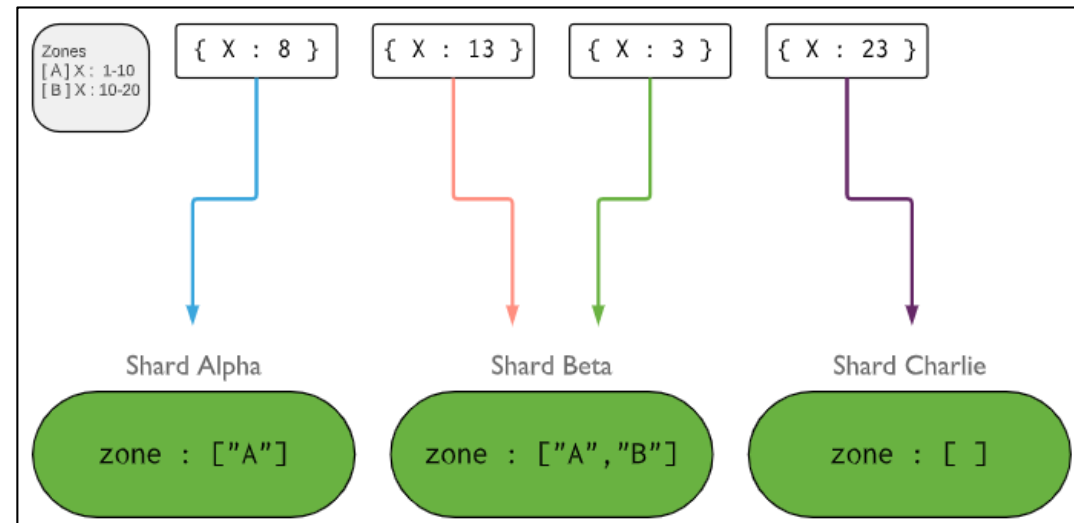 Zones
[ A ] X : 1-10
[ B ] X : 10-20
{ X : 8 }
{ X : 13 }
{ X : 3 }
{ X : 23 }
Shard Alpha
Shard Beta
Shard Charlie
zone : ["A"]
zone : ["A","B"]
zone : [ ]